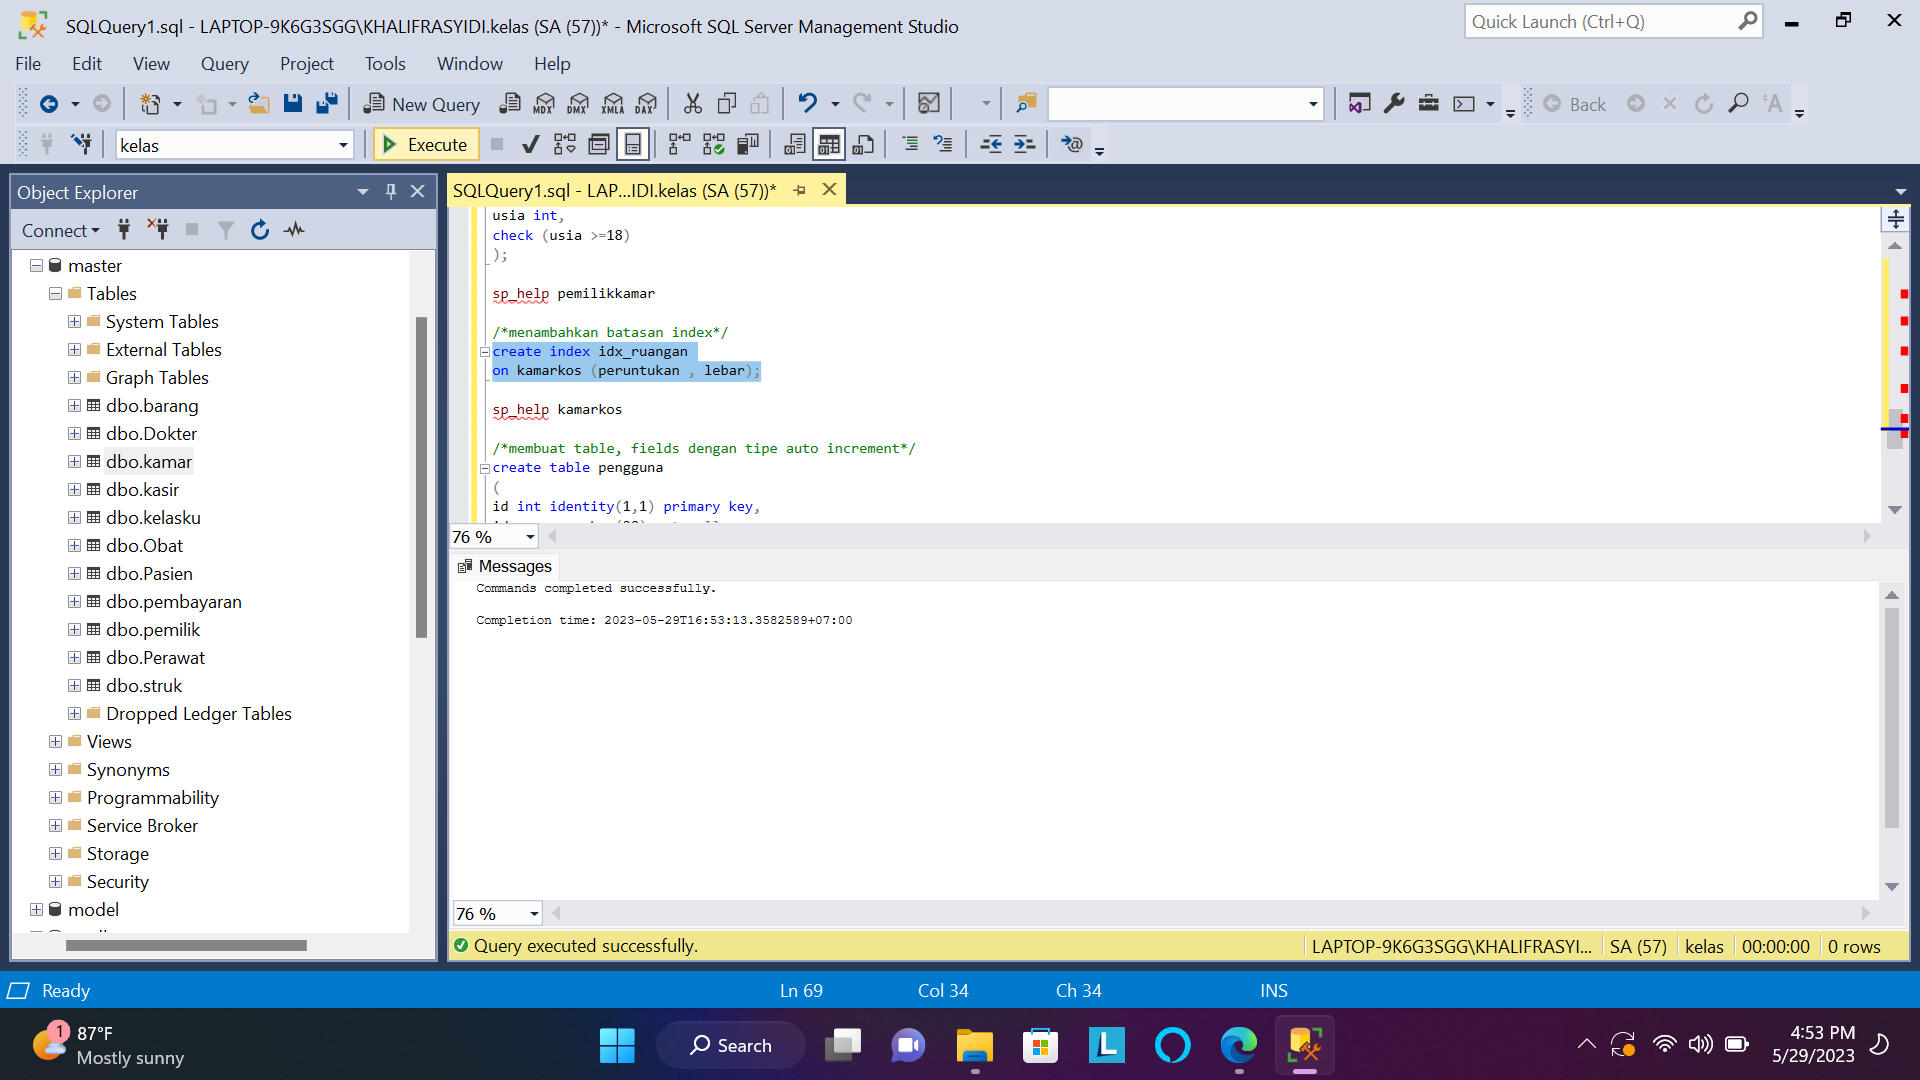 SQLQuery1.sql - LAPTOP-9K6G3SGG\KHALIFRASYIDI.kelas (SA (57))* - Microsoft SQL Server Management Studio
Quick Launch (Ctrl+Q)
File Edit View Query Project Tools Window Help
New Query MDX DMX XMLA DAX Back
kelas Execute
Object Explorer
Connect
master
Tables
System Tables
External Tables
Graph Tables
dbo.barang
dbo.Dokter
dbo.kamar
dbo.kasir
dbo.kelasku
dbo.Obat
dbo.Pasien
dbo.pembayaran
dbo.pemilik
dbo.Perawat
dbo.struk
Dropped Ledger Tables
Views
Synonyms
Programmability
Service Broker
Storage
Security
model
SQLQuery1.sql - LAP...IDI.kelas (SA (57))*
usia int,
check (usia >=18)
);
sp_help pemilikkamar
/*menambahkan batasan index*/
create index idx_ruangan
on kamarkos (peruntukan , lebar);
sp_help kamarkos
/*membuat table, fields dengan tipe auto increment*/
create table pengguna
(
id int identity(1,1) primary key,
76 %
Messages
Commands completed successfully.
Completion time: 2023-05-29T16:53:13.3582589+07:00
76 %
Query executed successfully. LAPTOP-9K6G3SGG\KHALIFRASYI... SA (57) kelas 00:00:00 0 rows
Ready Ln 69 Col 34 Ch 34 INS
1
87°F
Mostly sunny
Search
L
4:53 PM
5/29/2023